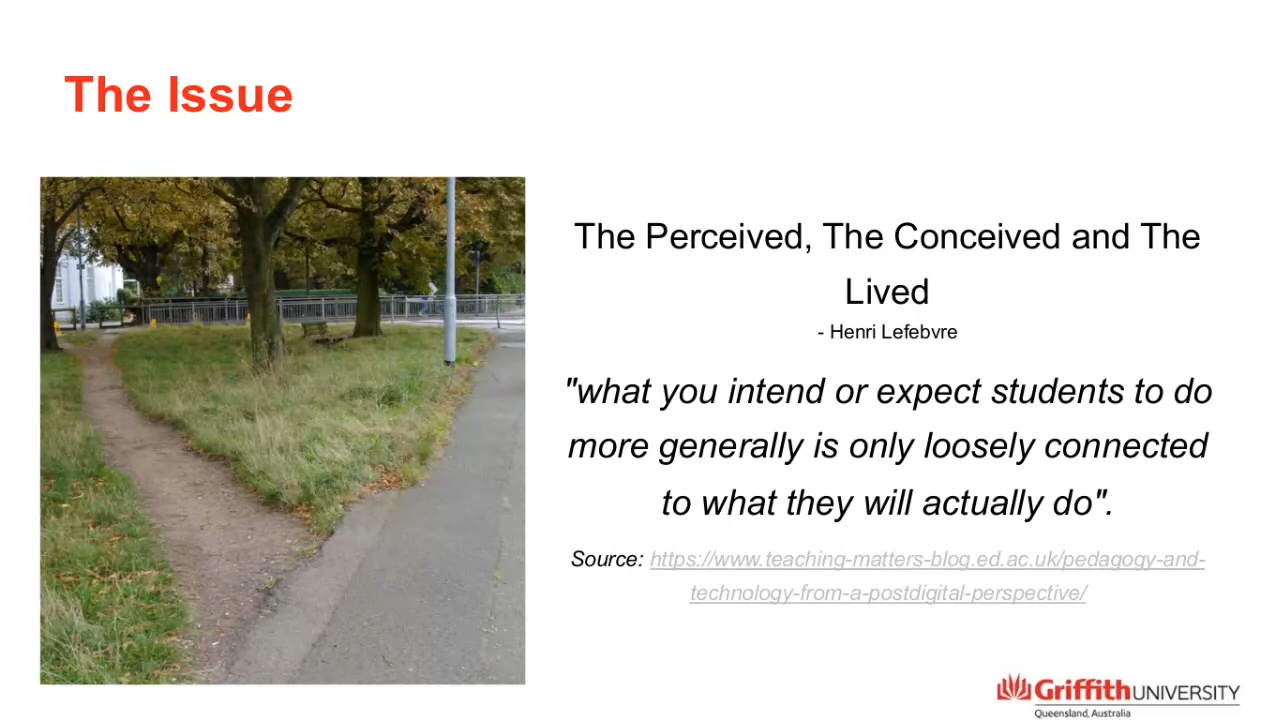 The Issue
The Perceived, The Conceived and The
Lived
- Henri Lefebvre
"what you intend or expect students to do
more generally is only loosely connected
to what they will actually do".
Source: https://www.teaching-matters-blog.ed.ac.uk/pedagogy-and-
technology-from-a-postdigital-perspective/
Griffith UNIVERSITY
Queensland, Australia